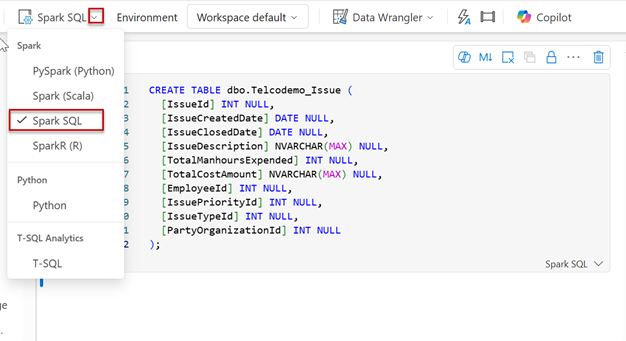 Spark SQL Environment Workspace default Data Wrangler Copilot
Spark
PySpark (Python)
Spark (Scala)
Spark SQL
SparkR (R)
Python
Python
T-SQL Analytics
T-SQL
M↓
1 CREATE TABLE dbo.Telcodemo_Issue (
2 [IssueId] INT NULL,
3 [IssueCreatedDate] DATE NULL,
4 [IssueClosedDate] DATE NULL,
5 [IssueDescription] NVARCHAR(MAX) NULL,
6 [TotalManhoursExpended] INT NULL,
7 [TotalCostAmount] NVARCHAR(MAX) NULL,
8 [EmployeeId] INT NULL,
9 [IssuePriorityId] INT NULL,
0 [IssueTypeId] INT NULL,
1 [PartyOrganizationId] INT NULL
2 );
Spark SQL
ge